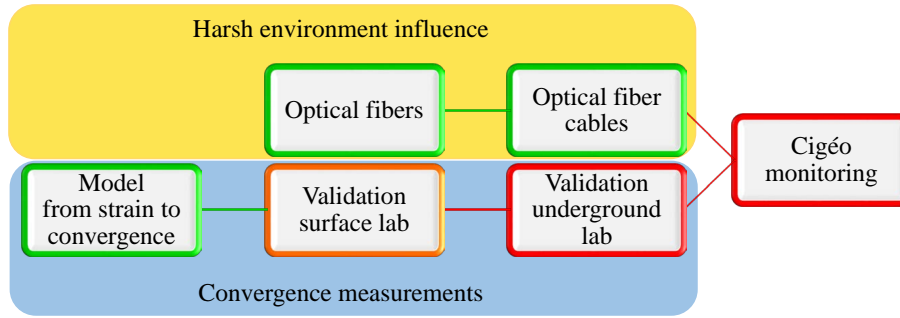 Harsh environment influence
Optical fibers
Optical fiber
cables
Cigéo
monitoring
Model
from strain to
convergence
Validation
surface lab
Validation
underground
lab
Convergence measurements